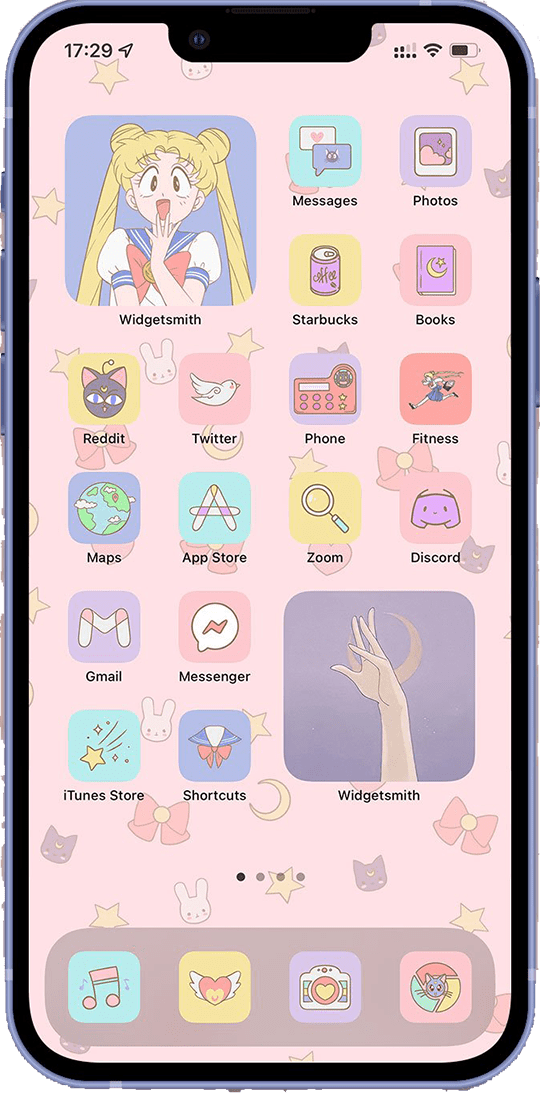 17:29
Messages
Photos
Widgetsmith
coffee
Starbucks
Books
Reddit
Twitter
Phone
Fitness
Maps
App Store
Zoom
Discord
Gmail
Messenger
iTunes Store
Shortcuts
Widgetsmith